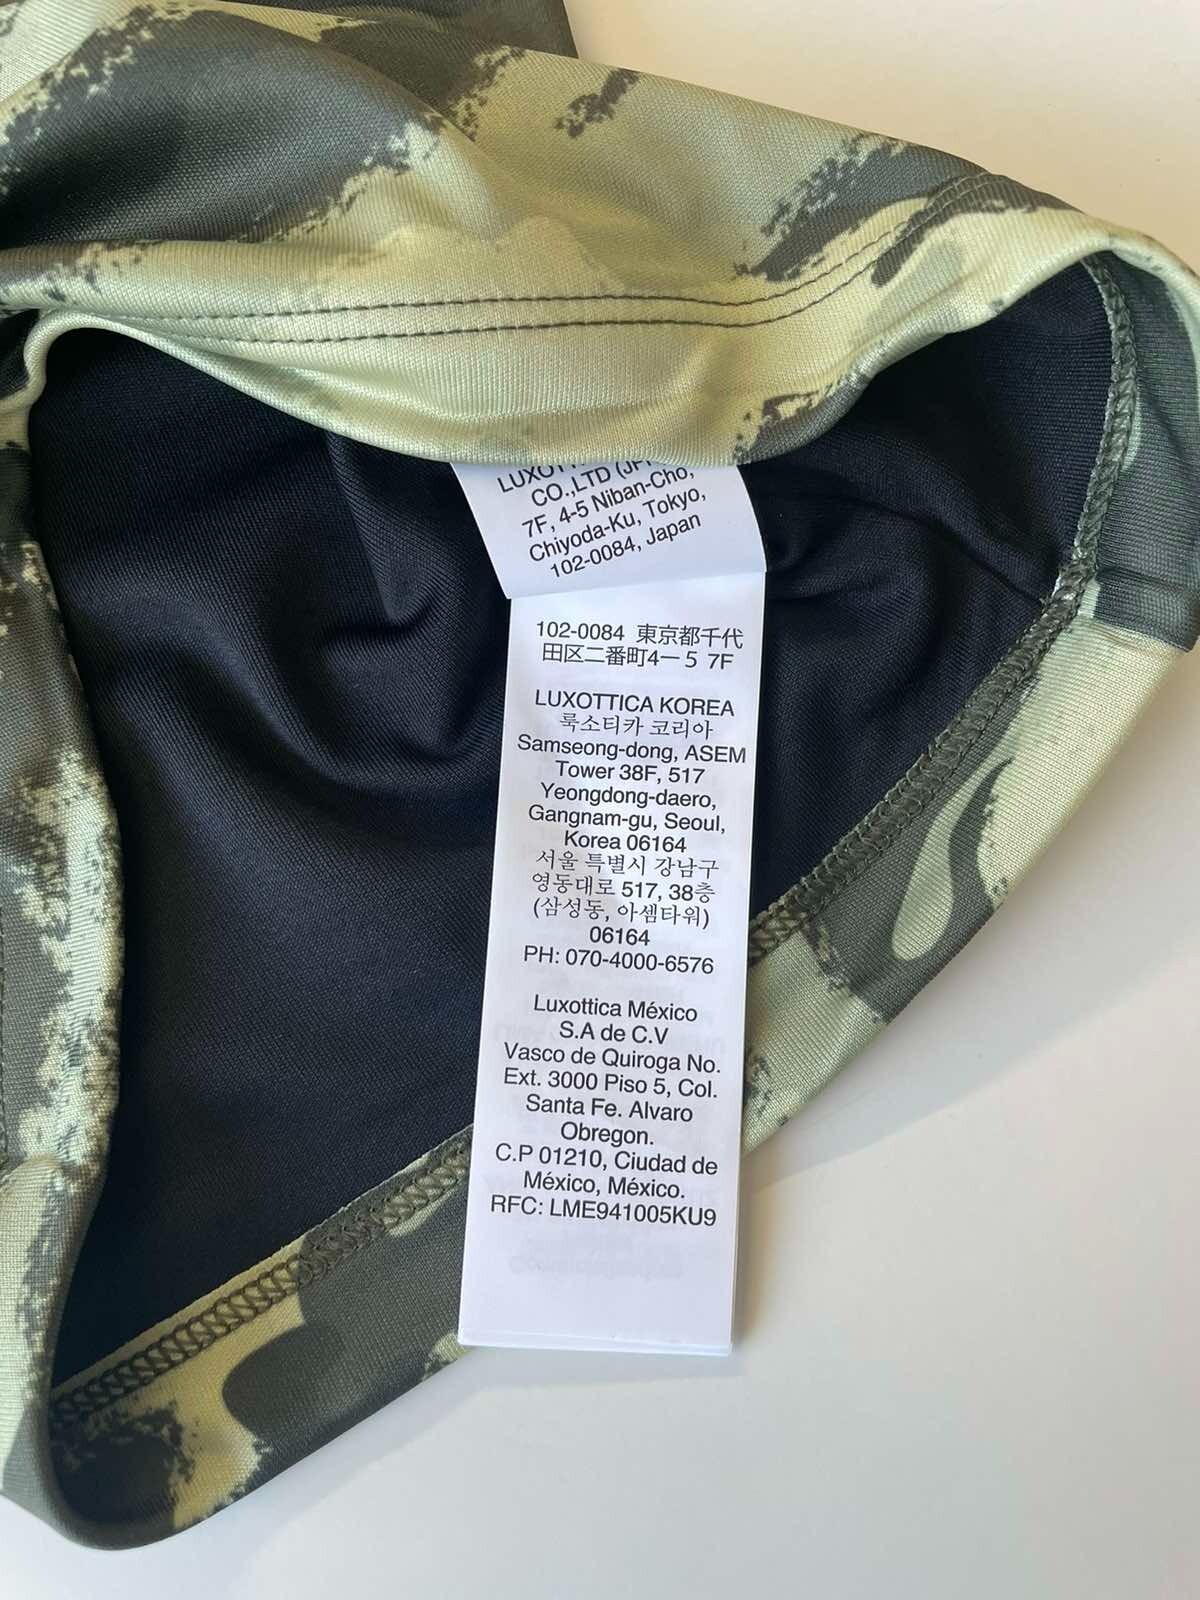 CO.,LTD
7F, 4-5 Niban-Cho,
Chiyoda-Ku, Tokyo,
102-0084, Japan
102-0084 東京都千代
田区二番町4ー5 7F
LUXOTTICA KOREA
룩소티카 코리아
Samseong-dong, ASEM
Tower 38F, 517
Yeongdong-daero,
Gangnam-gu, Seoul,
Korea 06164
서울 특별시 강남구
영동대로 517, 38층
(삼성동, 아셈타워)
06164
PH: 070-4000-6576
Luxottica México
S.A de C.V
Vasco de Quiroga No.
Ext. 3000 Piso 5, Col.
Santa Fe. Alvaro
Obregon.
C.P 01210, Ciudad de
México, México.
RFC: LME941005KU9